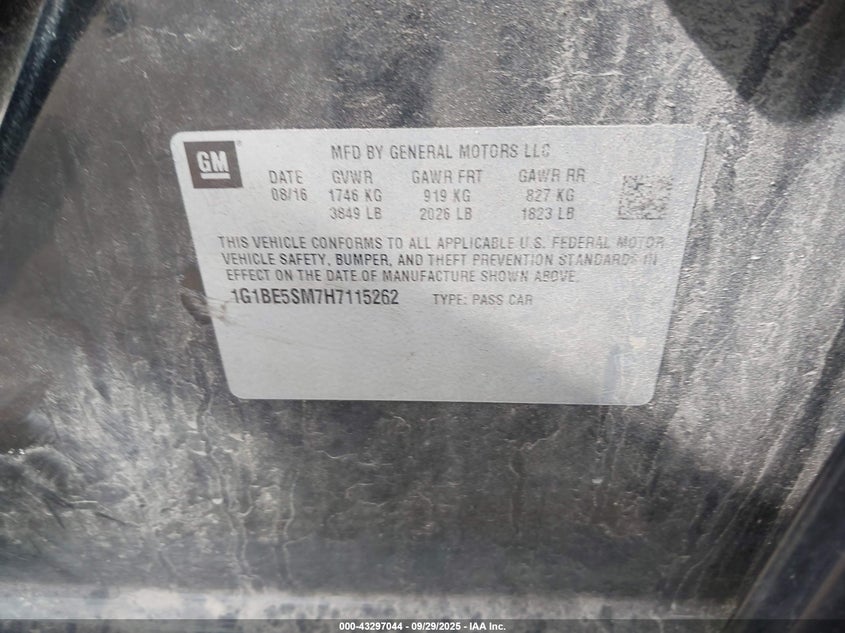 GM
MFD BY GENERAL MOTORS LLC
DATE GVWR GAWR FRT GAWR RR
08/16 1746 KG 919 KG 827 KG
3849 LB 2026 LB 1823 LB
THIS VEHICLE CONFORMS TO ALL APPLICABLE U.S. FEDERAL MOTOR
VEHICLE SAFETY, BUMPER, AND THEFT PREVENTION STANDARDS IN
EFFECT ON THE DATE OF MANUFACTURE SHOWN ABOVE.
1G1BE5SM7H7115262 TYPE: PASS CAR
000-43297044 - 09/29/2025 - IAA Inc.